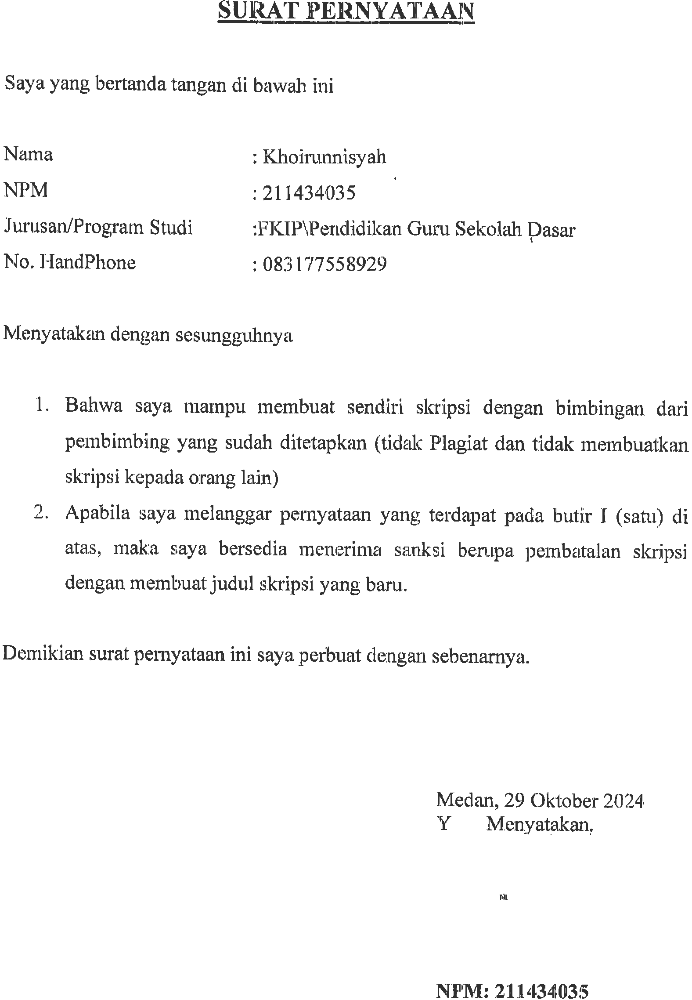 SURAT PERNYATAAN
Saya yang bertanda tangan di bawah ini
Nama : Khoirunnisyah
NPM : 211434035
Jurusan/Program Studi :FKIP\Pendidikan Guru Sekolah Dasar
No. HandPhone : 083177558929
Menyatakan dengan sesungguhnya
1. Bahwa saya mampu membuat sendiri skripsi dengan bimbingan dari
pembimbing yang sudah ditetapkan (tidak Plagiat dan tidak membuatkan
skripsi kepada orang lain)
2. Apabila saya melanggar pernyataan yang terdapat pada butir I (satu) di
atas, maka saya bersedia menerima sanksi berupa pembatalan skripsi
dengan membuat judul skripsi yang baru.
Demikian surat pernyataan ini saya perbuat dengan sebenarnya.
Medan, 29 Oktober 2024
Y Menyatakan.
NPM: 211434035